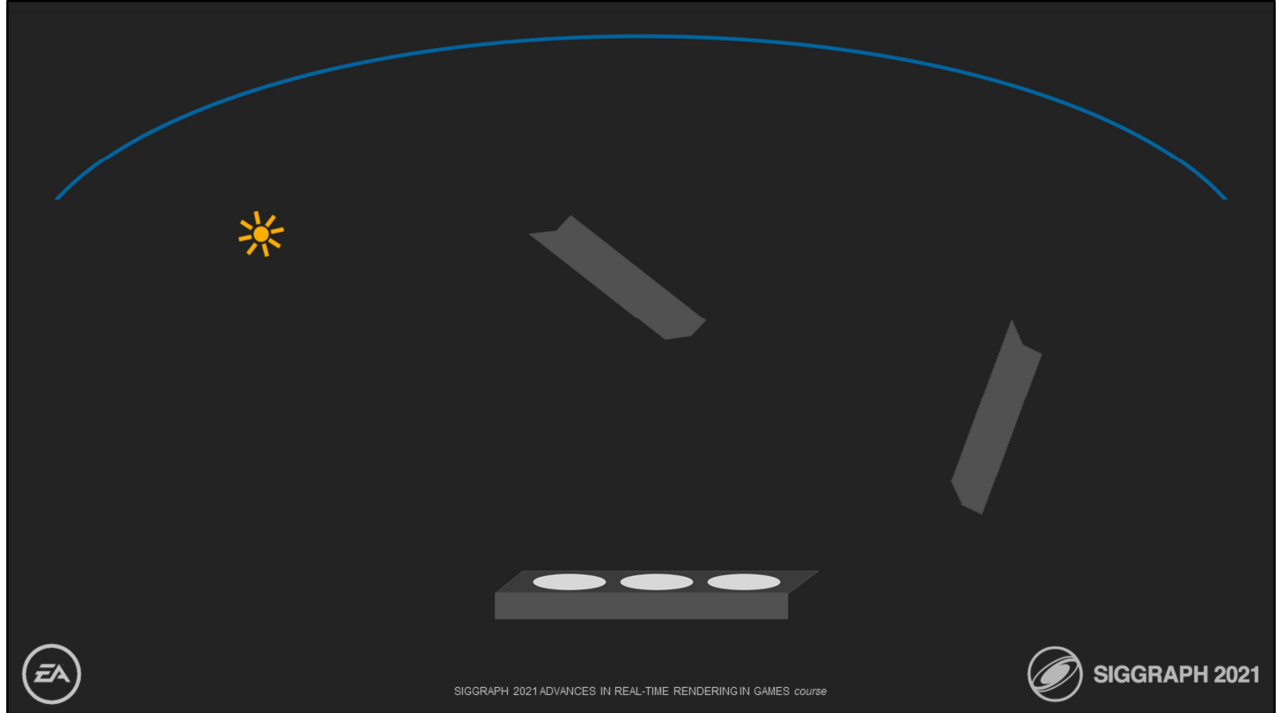 EA
SIGGRAPH 2021 ADVANCES IN REAL-TIME RENDERING IN GAMES course
SIGGRAPH 2021